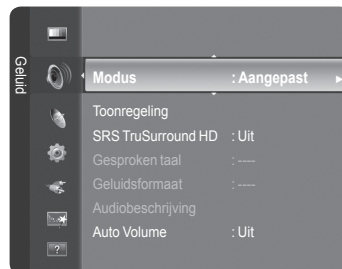 Geluid
Modus : Aangepast
Toonregeling
SRS TruSurround HD : Uit
Gesproken taal : ----
Geluidsformaat : ----
Audiobeschrijving
Auto Volume : Uit
?